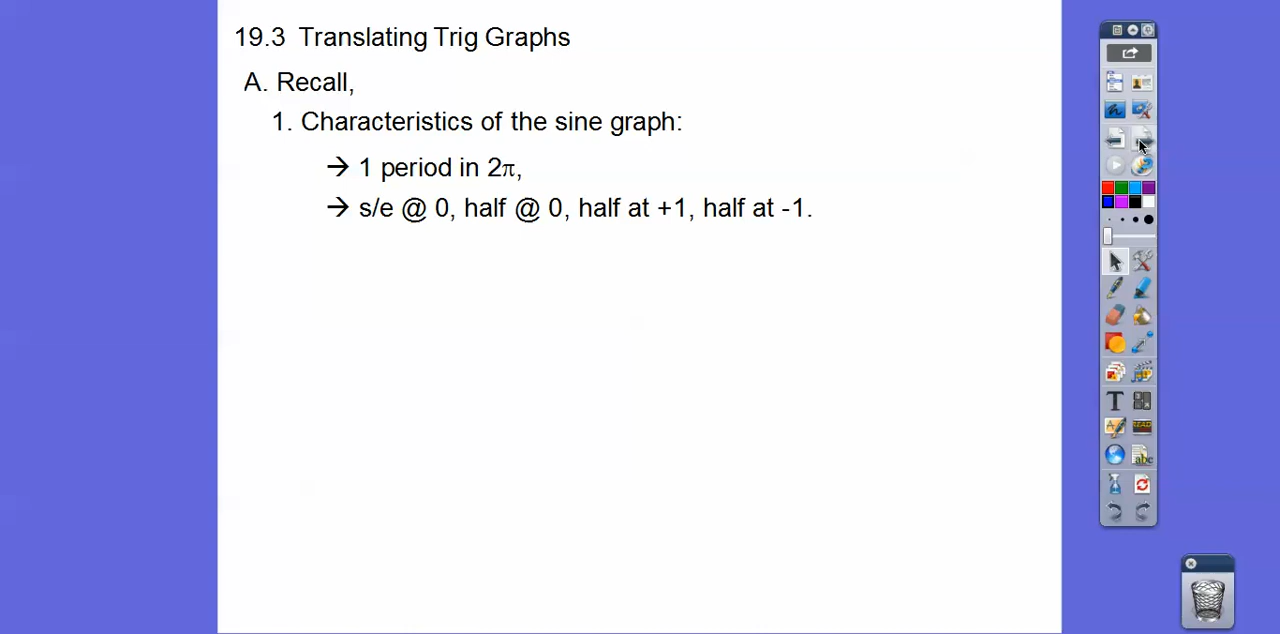 19.3 Translating Trig Graphs
A. Recall,
1. Characteristics of the sine graph:
→ 1 period in 2π,
→ s/e @ 0, half @ 0, half at +1, half at -1.